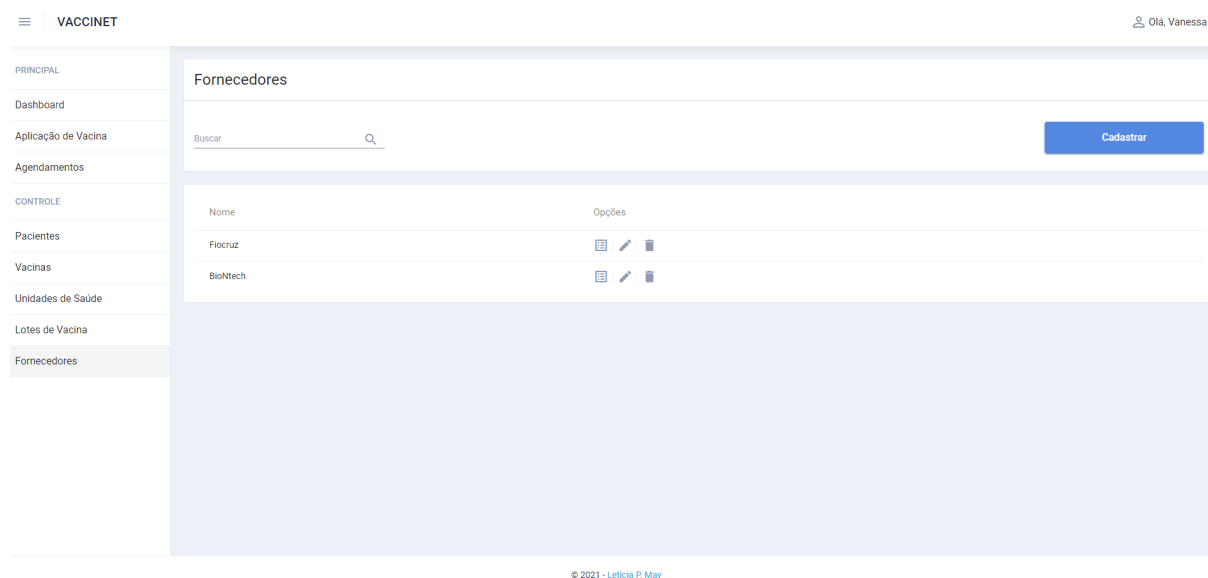 VACCINET
Olá, Vanessa
PRINCIPAL
Dashboard
Aplicação de Vacina
Agendamentos
CONTROLE
Pacientes
Vacinas
Unidades de Saúde
Lotes de Vacina
Fornecedores
Fornecedores
Buscar
Cadastrar
Nome Opções
Fiocruz
BioNtech
© 2021 - Letícia P. May